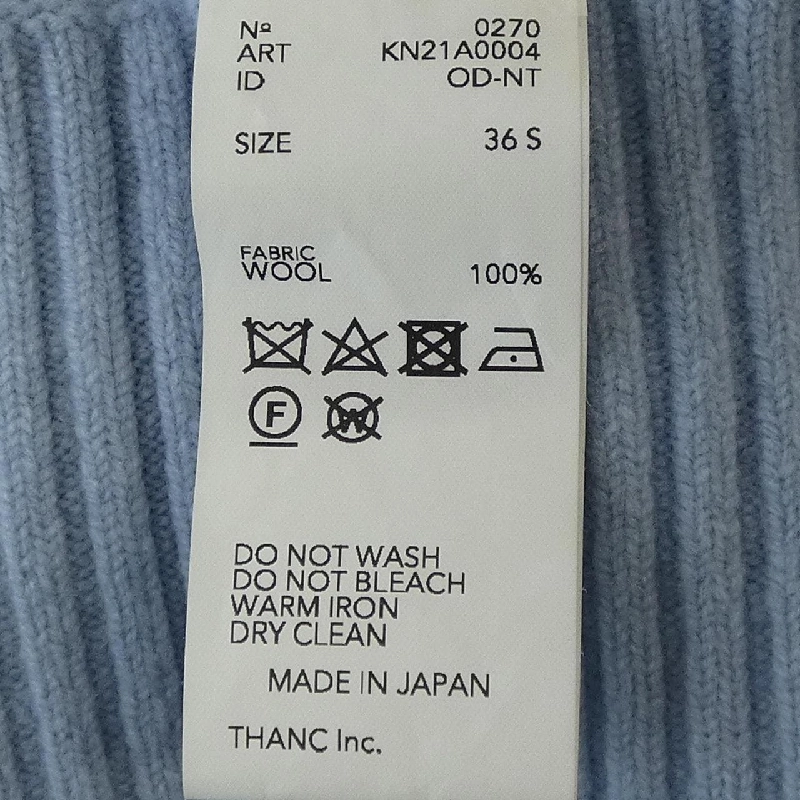 Nº 0270
ART KN21A0004
ID OD-NT
SIZE 36 S
FABRIC
WOOL 100%
F W
DO NOT WASH
DO NOT BLEACH
WARM IRON
DRY CLEAN
MADE IN JAPAN
THANC Inc.